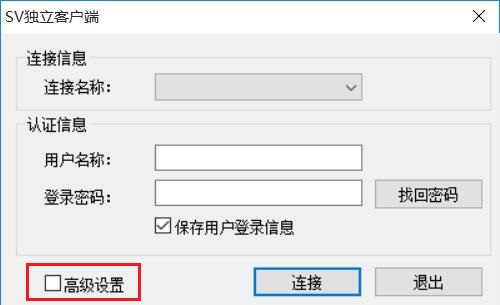 SV独立客户端
连接信息
连接名称：
认证信息
用户名称：
登录密码：
找回密码
保存用户登录信息
高级设置
连接
退出